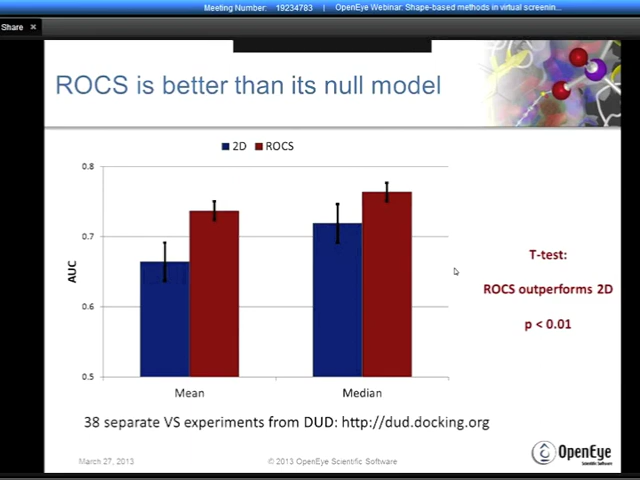 Meeting Number: 19234783 | OpenEye Webinar: Shape-based methods in virtual screenin...
Share ×
ROCS is better than its null model
2D ROCS
0.8
0.7
0.6
0.5
AUC
Mean Median
T-test:
ROCS outperforms 2D
p < 0.01
38 separate VS experiments from DUD: http://dud.docking.org
March 27, 2013 © 2013 OpenEye Scientific Software
OpenEye
Scientific Software